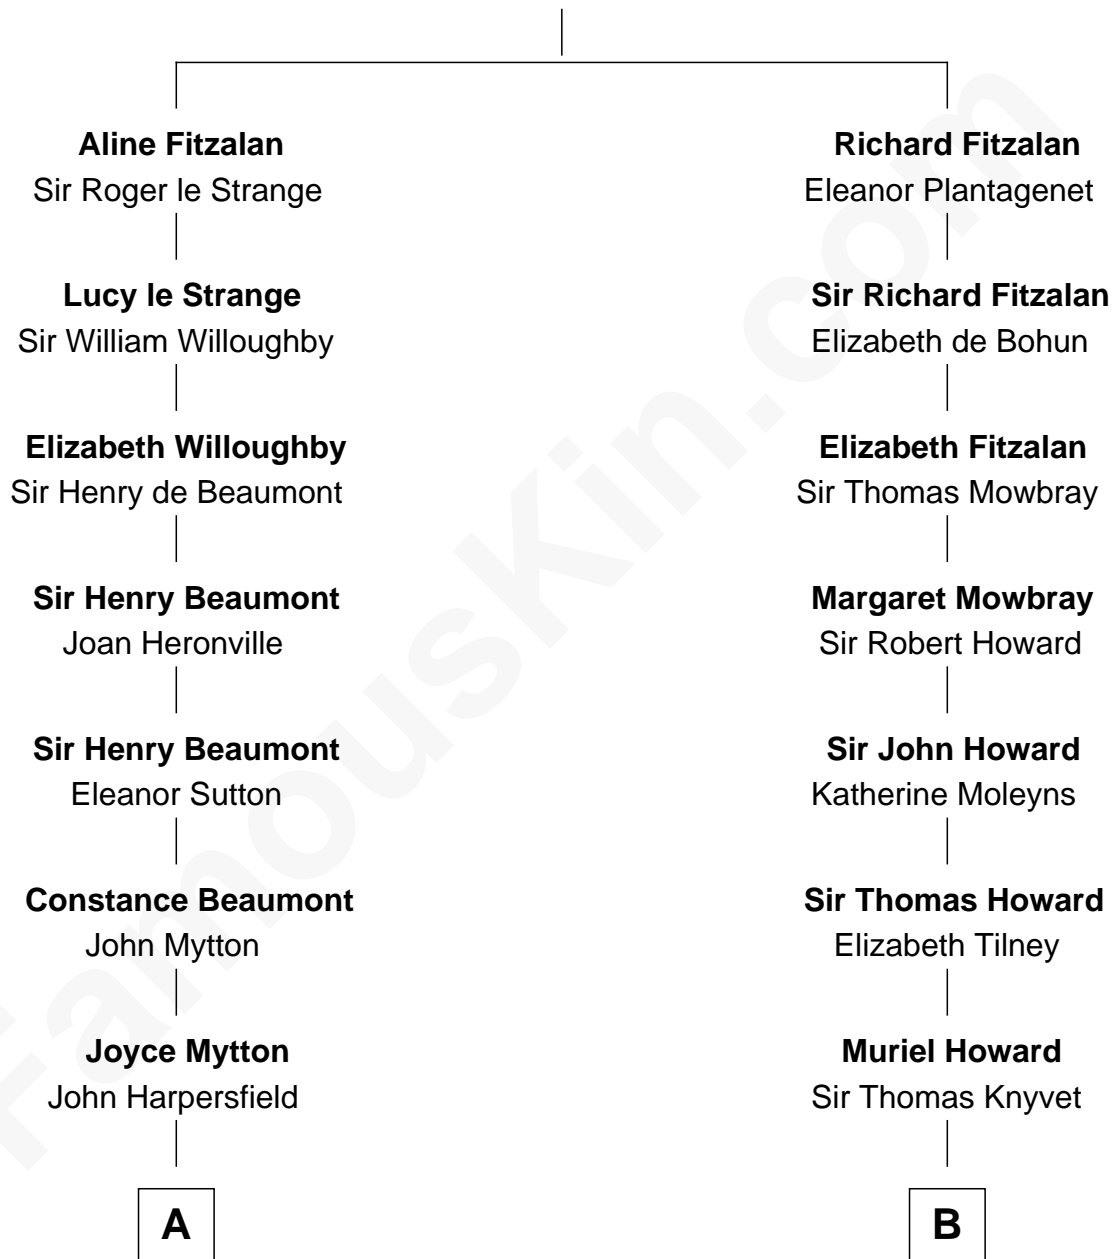 Aline Fitzalan
Sir Roger le Strange
Richard Fitzalan
Eleanor Plantagenet
Lucy le Strange
Sir William Willoughby
Sir Richard Fitzalan
Elizabeth de Bohun
Elizabeth Willoughby
Sir Henry de Beaumont
Elizabeth Fitzalan
Sir Thomas Mowbray
Sir Henry Beaumont
Joan Heronville
Margaret Mowbray
Sir Robert Howard
Sir Henry Beaumont
Eleanor Sutton
Sir John Howard
Katherine Moleyns
Constance Beaumont
John Mytton
Sir Thomas Howard
Elizabeth Tilney
Joyce Mytton
John Harpersfield
Muriel Howard
Sir Thomas Knyvet
A
B
FamousKin.com